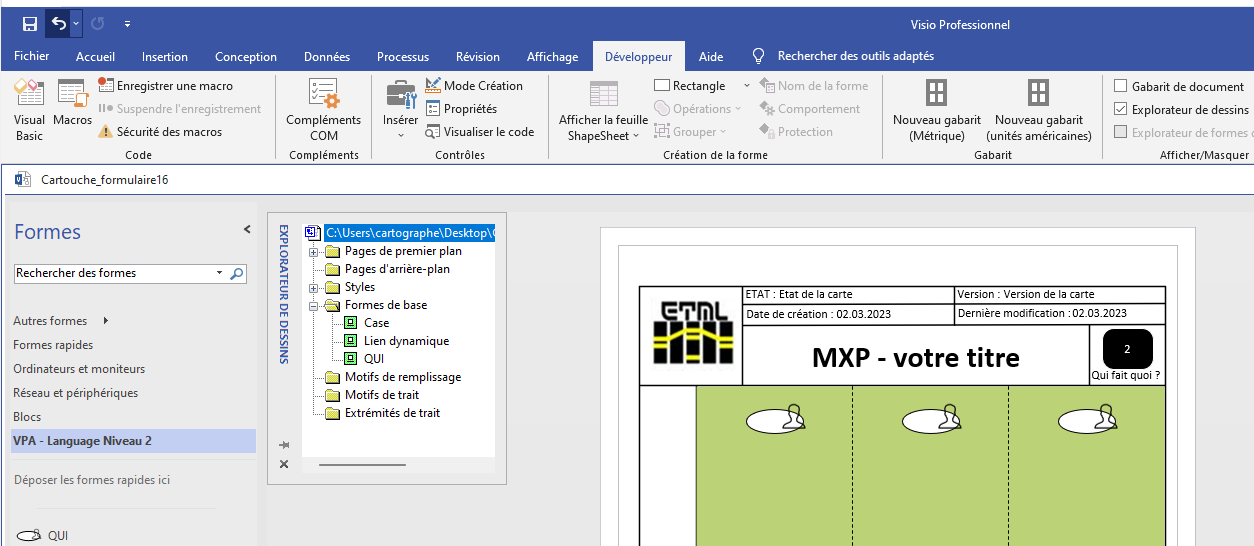 Visio Professionnel
Fichier Accueil Insertion Conception Données Processus Révision Affichage Développeur Aide Rechercher des outils adaptés
Visual Basic
Macros
Enregistrer une macro
Suspendre l'enregistrement
Sécurité des macros
Code
Compléments COM
Compléments
Insérer
Mode Création
Propriétés
Visualiser le code
Contrôles
Afficher la feuille ShapeSheet
Rectangle
Opérations
Grouper
Nom de la forme
Comportement
Protection
Création de la forme
Nouveau gabarit (Métrique)
Nouveau gabarit (unités américaines)
Gabarit
Gabarit de document
Explorateur de dessins
Explorateur de formes
Afficher/Masquer
Cartouche_formulaire16
Formes
Rechercher des formes
Autres formes
Formes rapides
Ordinateurs et moniteurs
Réseau et périphériques
Blocs
VPA - Language Niveau 2
Déposer les formes rapides ici
QUI
EXPLORATEUR DE DESSINS
C:\Users\cartographe\Desktop\
Pages de premier plan
Pages d'arrière-plan
Styles
Formes de base
Case
Lien dynamique
QUI
Motifs de remplissage
Motifs de trait
Extrémités de trait
ETML
ETAT : Etat de la carte
Version : Version de la carte
Date de création : 02.03.2023
Dernière modification : 02.03.2023
MXP - votre titre
2
Qui fait quoi ?